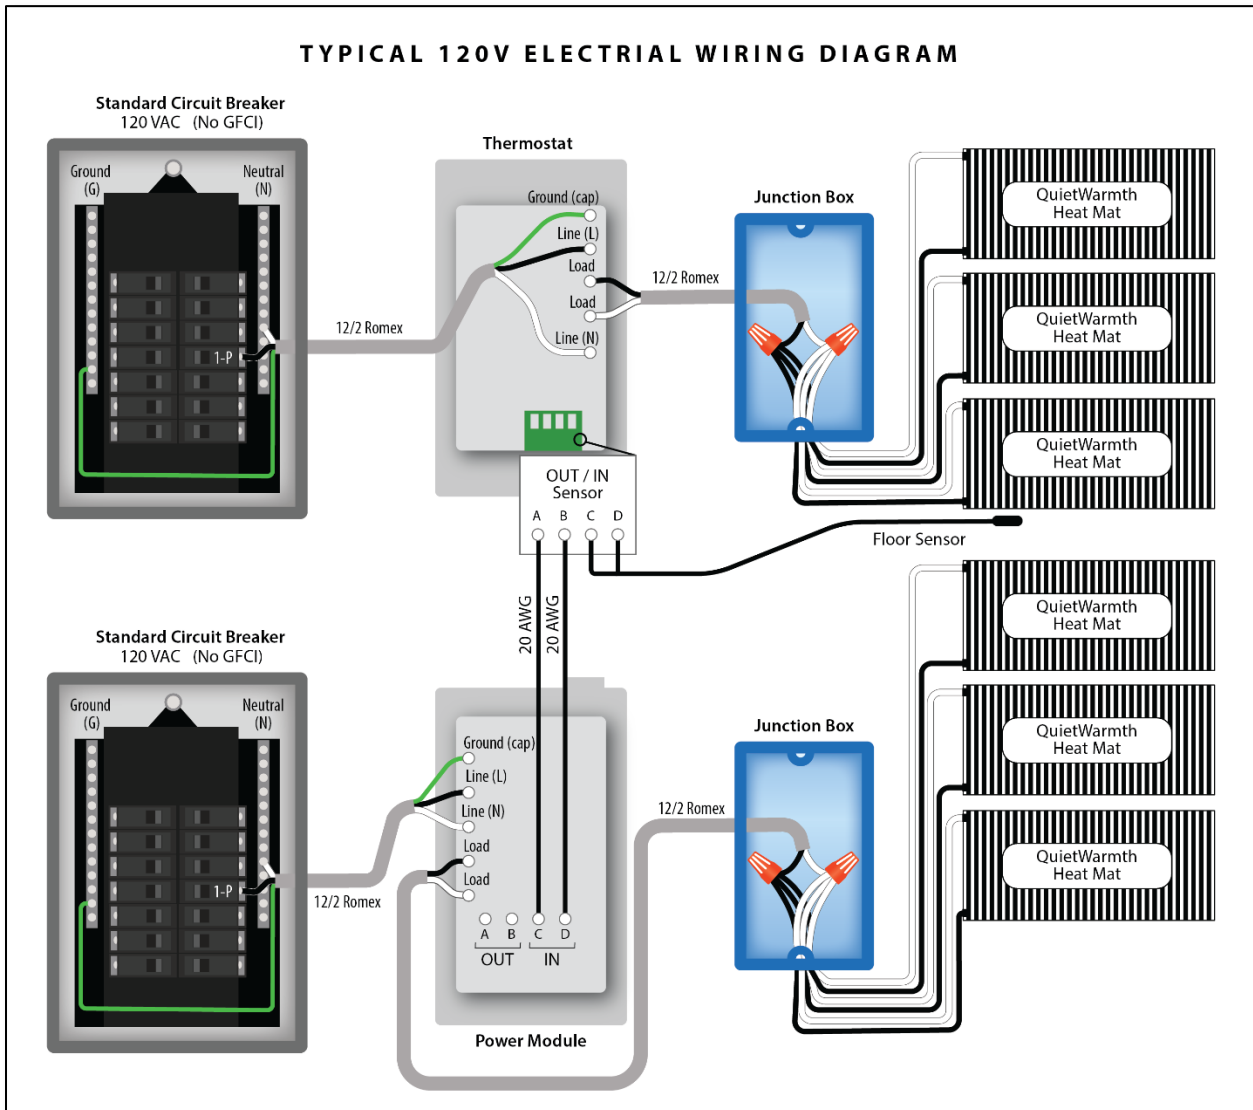 TYPICAL 120V ELECTRIAL WIRING DIAGRAM
Standard Circuit Breaker
120 VAC (No GFCI)
Ground
(G)
Neutral
(N)
1-P
12/2 Romex
Thermostat
Ground (cap)
Line (L)
Load
Load
Line (N)
12/2 Romex
Junction Box
QuietWarmth
Heat Mat
QuietWarmth
Heat Mat
QuietWarmth
Heat Mat
OUT / IN
Sensor
A B C D
Floor Sensor
20 AWG
20 AWG
Standard Circuit Breaker
120 VAC (No GFCI)
Ground
(G)
Neutral
(N)
1-P
12/2 Romex
Ground (cap)
Line (L)
Line (N)
Load
Load
A B C D
OUT IN
Power Module
12/2 Romex
Junction Box
QuietWarmth
Heat Mat
QuietWarmth
Heat Mat
QuietWarmth
Heat Mat